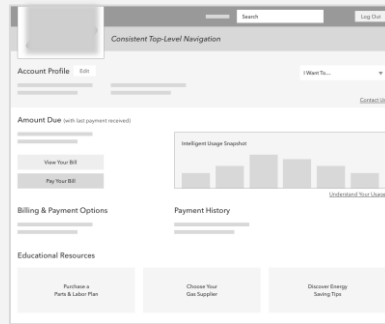 Search
Log Out
Consistent Top-Level Navigation
Account Profile Edit
I Want To...
Contact Us
Amount Due (with last payment received)
View Your Bill
Pay Your Bill
Intelligent Usage Snapshot
Understand Your Usage
Billing & Payment Options
Payment History
Educational Resources
Purchase a
Parts & Labor Plan
Choose Your
Gas Supplier
Discover Energy
Saving Tips